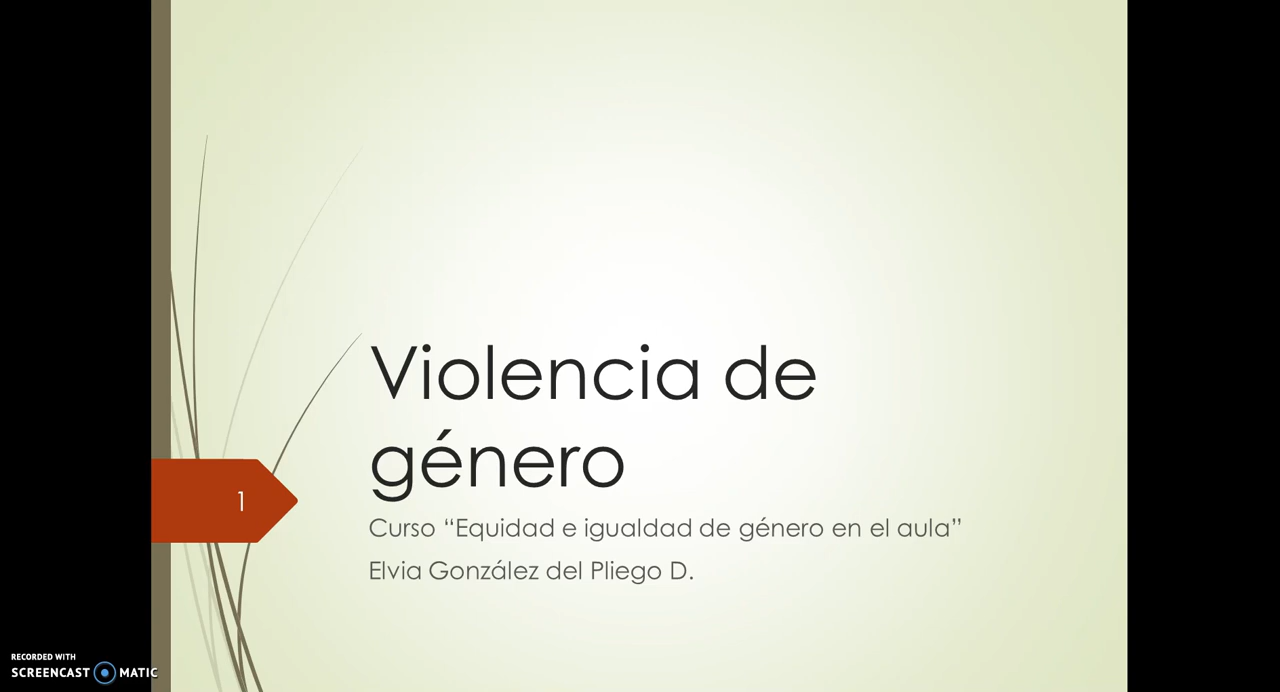 Violencia de
género
1
Curso “Equidad e igualdad de género en el aula”
Elvia González del Pliego D.
RECORDED WITH
SCREENCAST MATIC